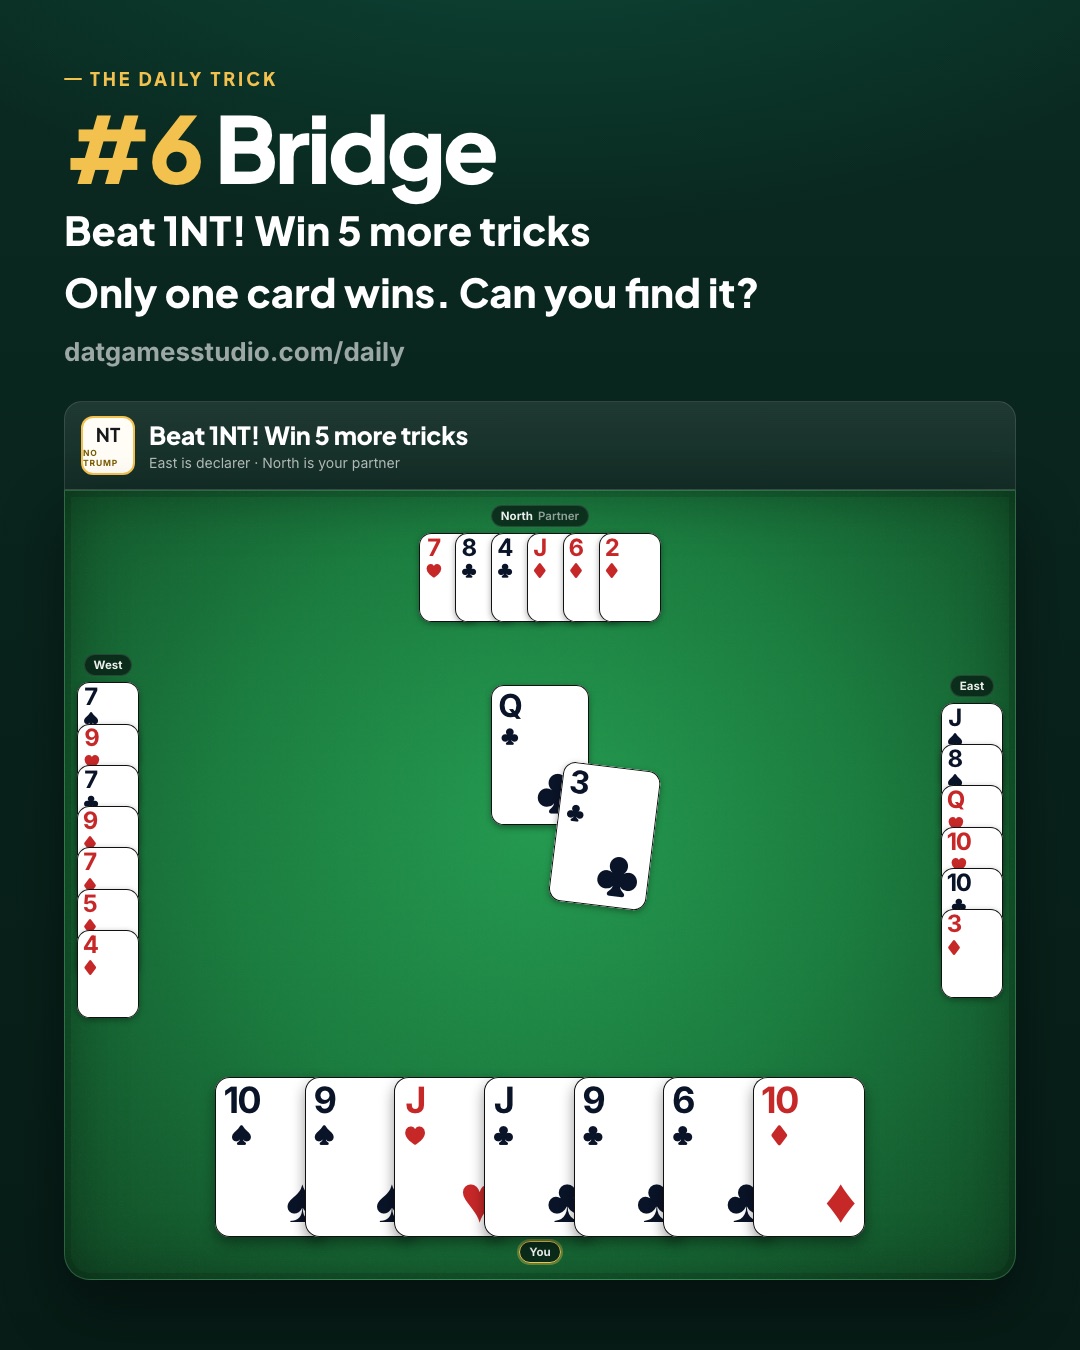 — THE DAILY TRICK
#6 Bridge
Beat 1NT! Win 5 more tricks
Only one card wins. Can you find it?
datgamesstudio.com/daily
NT
NO TRUMP
Beat 1NT! Win 5 more tricks
East is declarer · North is your partner
North Partner
7 ♥ 8 ♣ 4 ♣ J ♦ 6 ♦ 2 ♦
West
7 ♠
9 ♥
7 ♣
9 ♦
7 ♦
5 ♦
4 ♦
Q ♣
3 ♣
East
J ♠
8 ♠
Q ♥
10 ♥
10 ♣
3 ♦
10 ♠ 9 ♠ J ♥ J ♣ 9 ♣ 6 ♣ 10 ♦
You